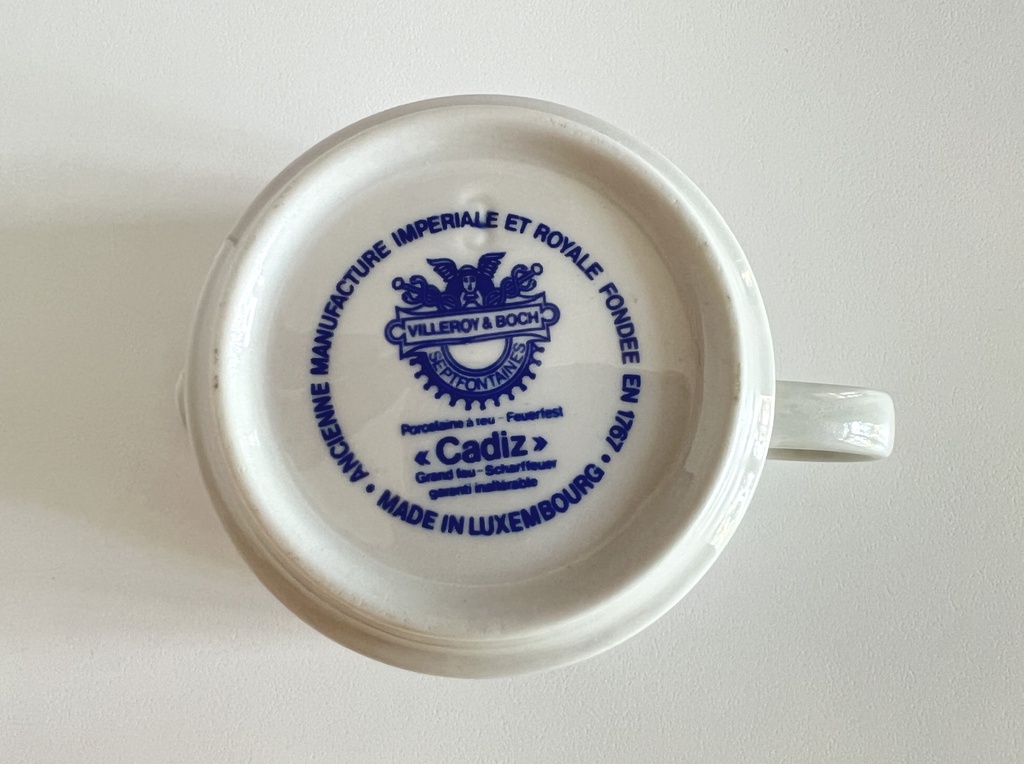 ANCIENNE MANUFACTURE IMPERIALE ET ROYALE FONDEE EN 1767 • MADE IN LUXEMBOURG •
VILLEROY & BOCH
SEPTFONTAINES
Porcelaine à feu - Feuerfest
« Cadiz »
Grand feu - Scharffeuer
garanti inaltérable